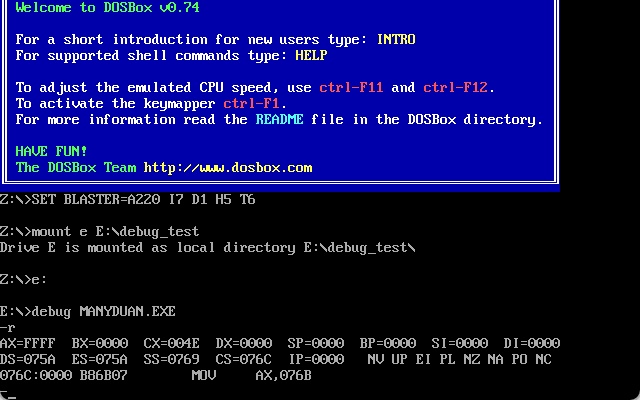 Welcome to DOSBox v0.74
For a short introduction for new users type: INTRO
For supported shell commands type: HELP
To adjust the emulated CPU speed, use ctrl-F11 and ctrl-F12.
To activate the keymapper ctrl-F1.
For more information read the README file in the DOSBox directory.
HAVE FUN!
The DOSBox Team http://www.dosbox.com
Z:\>SET BLASTER=A220 I7 D1 H5 T6
Z:\>mount e E:\debug_test
Drive E is mounted as local directory E:\debug_test\
Z:\>e:
E:\>debug MANYDUAN.EXE
-r
AX=FFFF  BX=0000  CX=004E  DX=0000  SP=0000  BP=0000  SI=0000  DI=0000
DS=075A  ES=075A  SS=0769  CS=076C  IP=0000   NV UP EI PL NZ NA PO NC
076C:0000 B86B07        MOV     AX,076B
-_